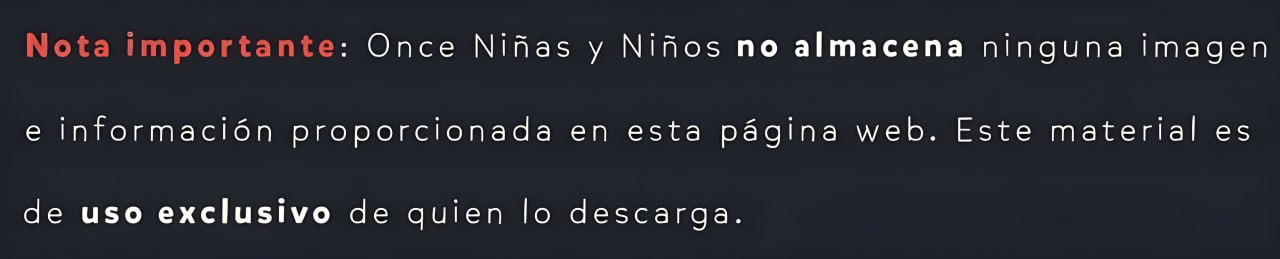 Nota importante: Once Niñas y Niños no almacena ninguna imagen
e información proporcionada en esta página web. Este material es
de uso exclusivo de quien lo descarga.